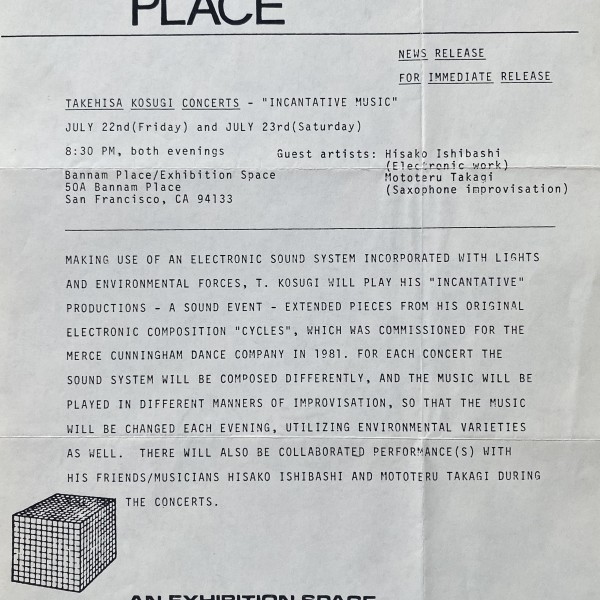 PLACE
NEWS RELEASE
FOR IMMEDIATE RELEASE
TAKEHISA KOSUGI CONCERTS - "INCANTATIVE MUSIC"
JULY 22nd(Friday) and JULY 23rd(Saturday)
8:30 PM, both evenings
Guest artists: Hisako Ishibashi
(Electronic work)
Mototeru Takagi
(Saxophone improvisation)
Bannam Place/Exhibition Space
50A Bannam Place
San Francisco, CA 94133
MAKING USE OF AN ELECTRONIC SOUND SYSTEM INCORPORATED WITH LIGHTS
AND ENVIRONMENTAL FORCES, T. KOSUGI WILL PLAY HIS "INCANTATIVE"
PRODUCTIONS - A SOUND EVENT - EXTENDED PIECES FROM HIS ORIGINAL
ELECTRONIC COMPOSITION "CYCLES", WHICH WAS COMMISSIONED FOR THE
MERCE CUNNINGHAM DANCE COMPANY IN 1981. FOR EACH CONCERT THE
SOUND SYSTEM WILL BE COMPOSED DIFFERENTLY, AND THE MUSIC WILL BE
PLAYED IN DIFFERENT MANNERS OF IMPROVISATION, SO THAT THE MUSIC
WILL BE CHANGED EACH EVENING, UTILIZING ENVIRONMENTAL VARIETIES
AS WELL. THERE WILL ALSO BE COLLABORATED PERFORMANCE(S) WITH
HIS FRIENDS/MUSICIANS HISAKO ISHIBASHI AND MOTOTERU TAKAGI DURING
THE CONCERTS.
AN EXHIBITION SPACE